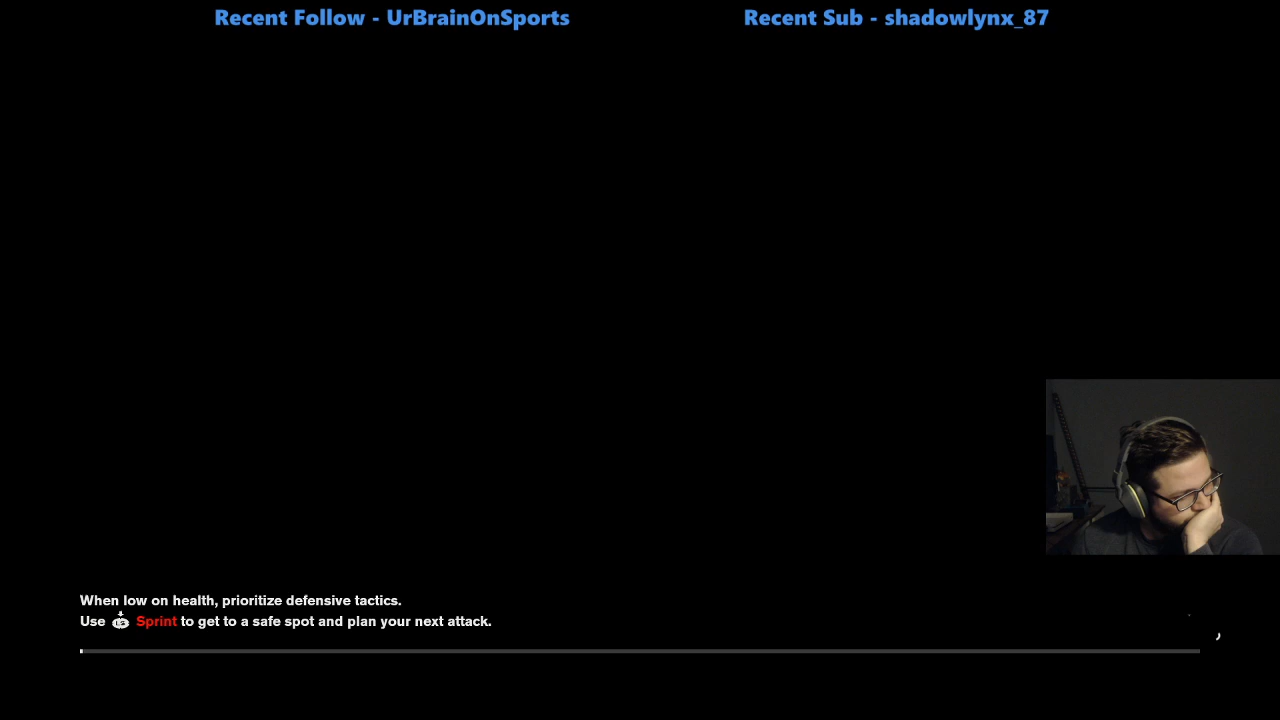 Recent Follow - UrBrainOnSports
Recent Sub - shadowlynx_87
When low on health, prioritize defensive tactics.
Use Sprint to get to a safe spot and plan your next attack.